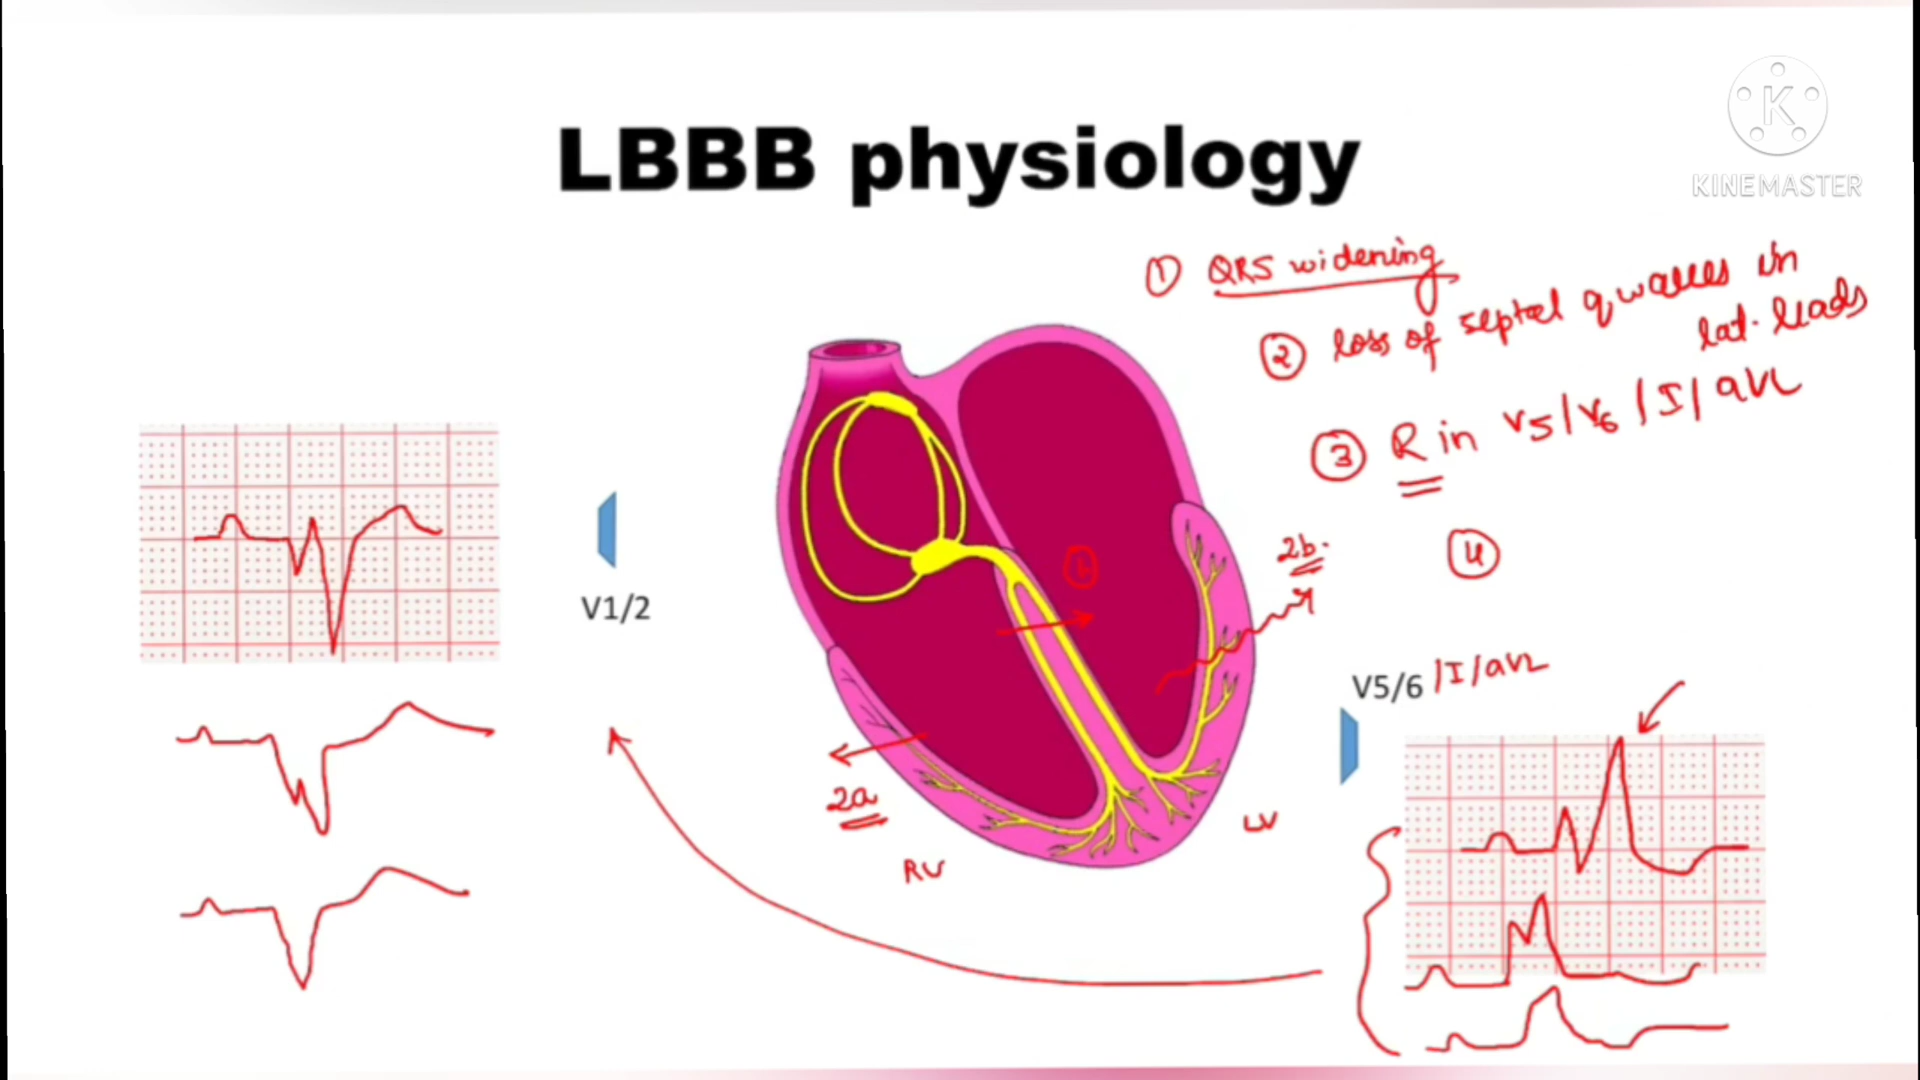 LBBB physiology
KINEMASTER
① QRS widening
② loss of septal q waves in
lat. leads
③ R in V5/V6/I/aVL
④
V1/2
1
2b.
V5/6 /I/aVL
2a
LV
RV